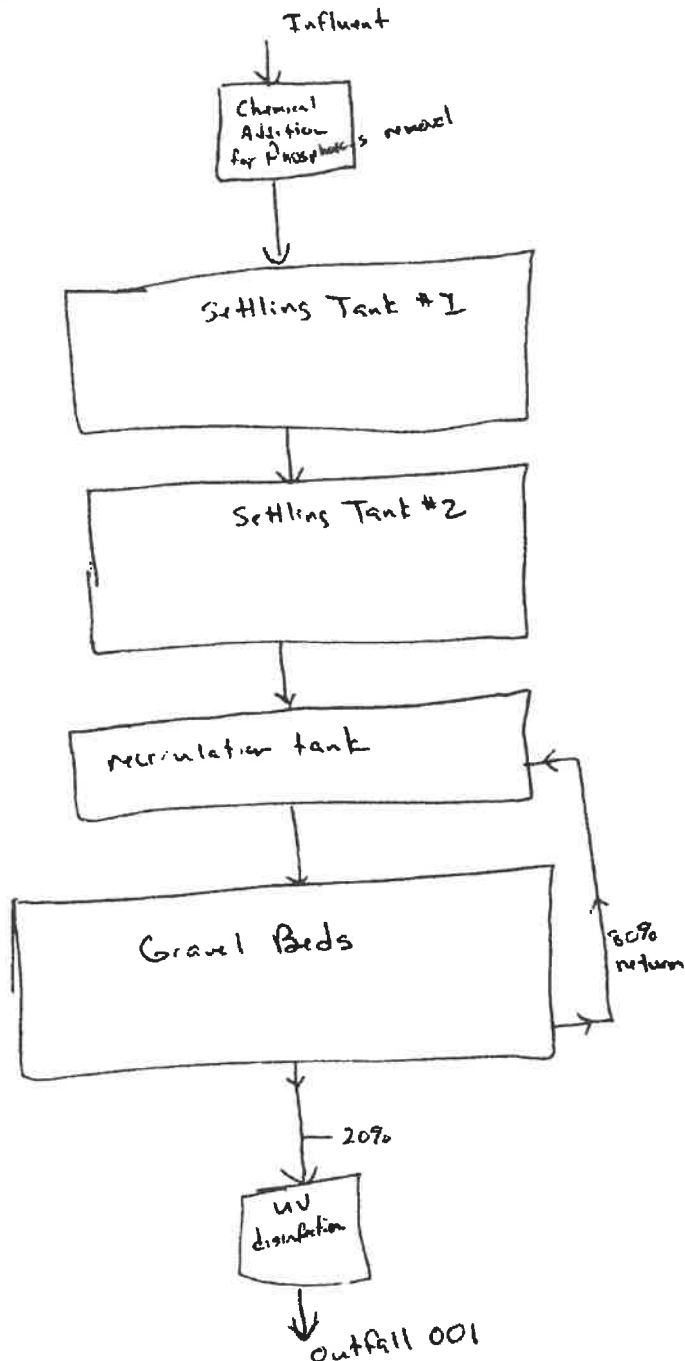 Influent
Chemical
Addition
for Phosphorus removal
Settling Tank #1
Settling Tank #2
recriulation tank
Gravel Beds
80%
return
20%
UV
disinfection
Outfall 001